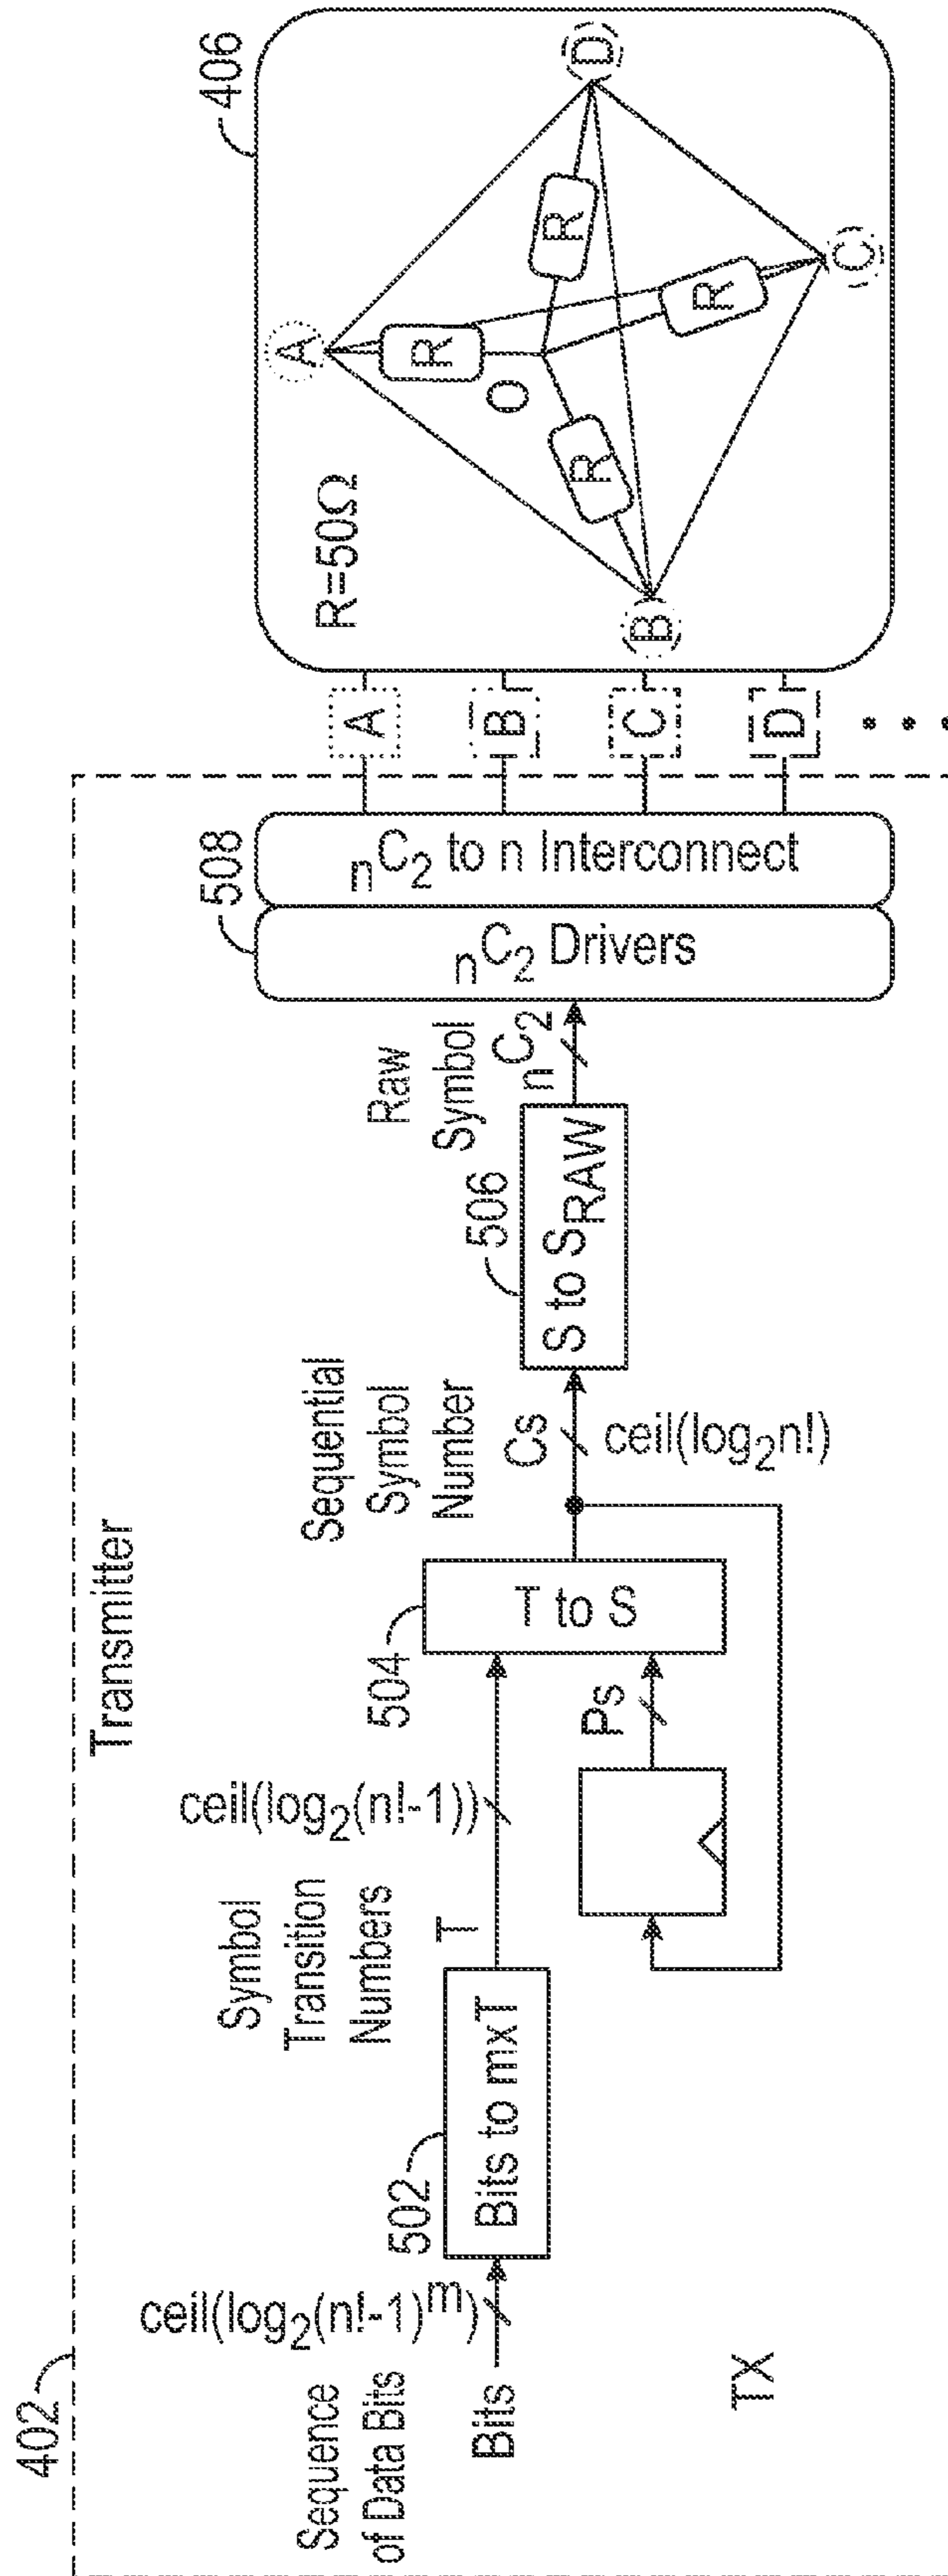 402
Transmitter
Sequence
of Data Bits
Bits
ceil(log2(n!-1)^m)
502
Bits to mxT
Symbol
Transition
Numbers
T
ceil(log2(n!-1))
504
T to S
Ps
Sequential
Symbol
Number
Cs
ceil(log2n!)
506
S to SRAW
Raw
Symbol
nC2
508
nC2 Drivers
nC2 to n Interconnect
A
B
C
D
406
R=50Ω
A
R
O
R
R
R
B
C
D
TX